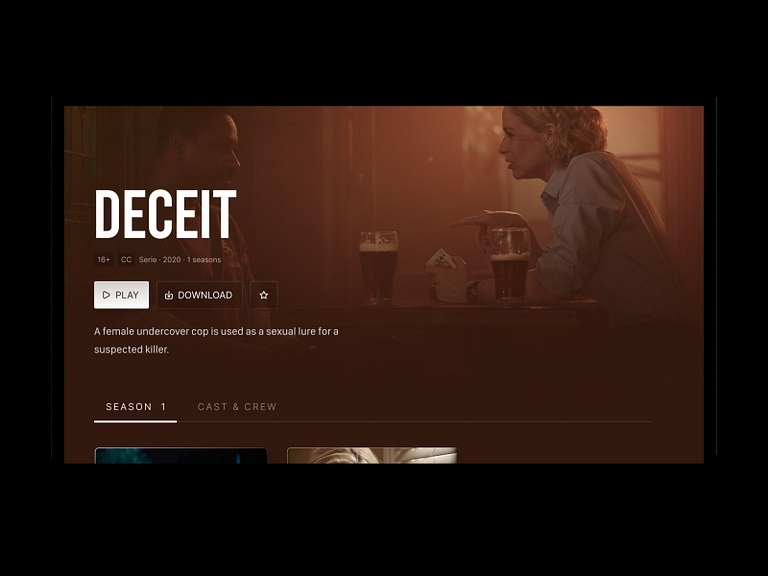 DECEIT
16+ CC Serie · 2020 · 1 seasons
PLAY DOWNLOAD
A female undercover cop is used as a sexual lure for a
suspected killer.
SEASON 1 CAST & CREW